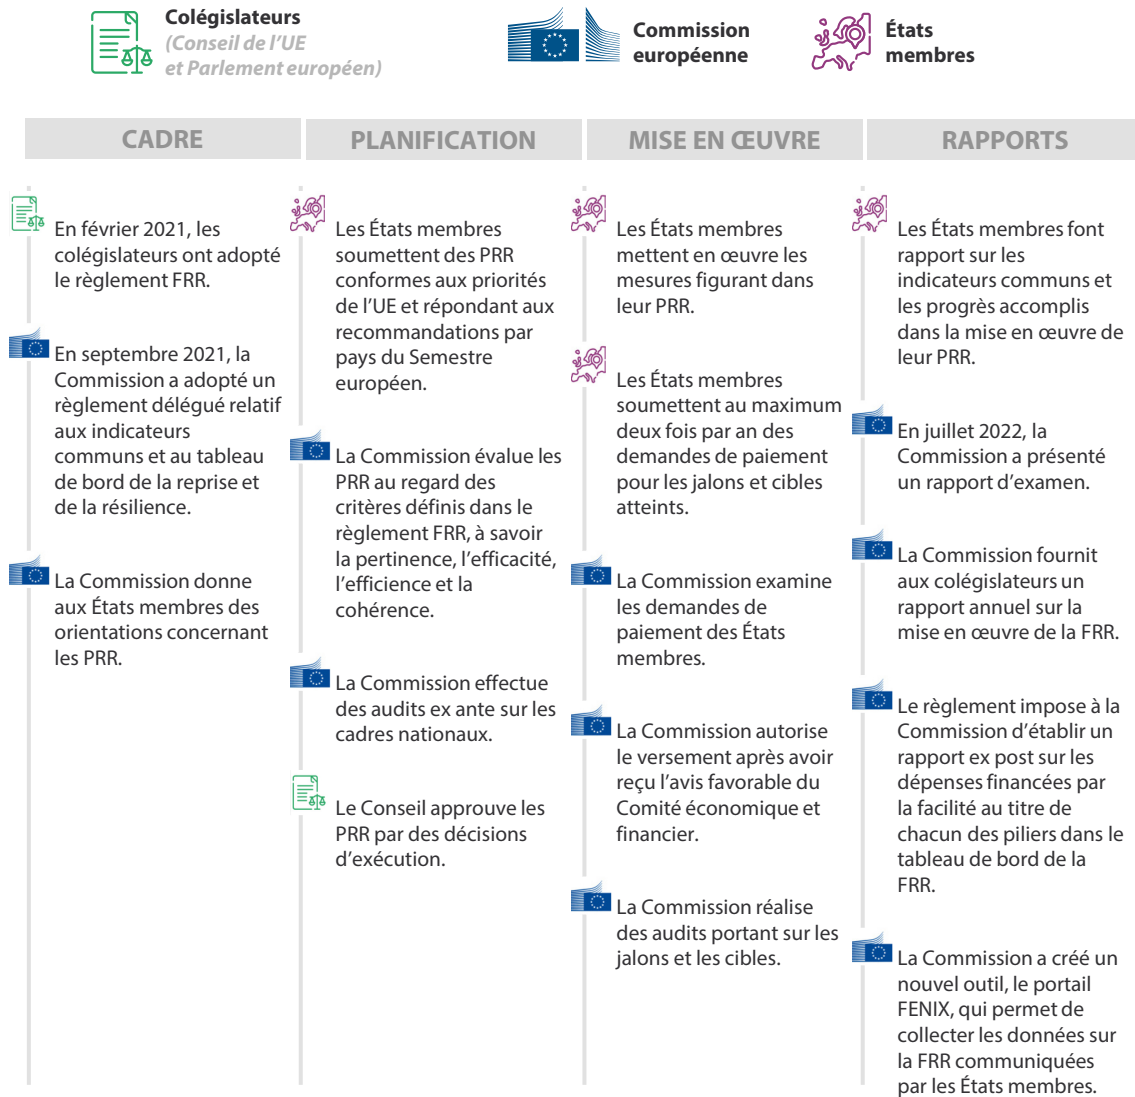 Colégislateurs
(Conseil de l'UE
et Parlement européen)
Commission
européenne
États
membres
CADRE
En février 2021, les
colégislateurs ont adopté
le règlement FRR.
En septembre 2021, la
Commission a adopté un
règlement délégué relatif
aux indicateurs
communs et au tableau
de bord de la reprise et
de la résilience.
La Commission donne
aux États membres des
orientations concernant
les PRR.
PLANIFICATION
Les États membres
soumettent des PRR
conformes aux priorités
de l'UE et répondant aux
recommandations par
pays du Semestre
européen.
La Commission évalue les
PRR au regard des
critères définis dans le
règlement FRR, à savoir
la pertinence, l'efficacité,
l'efficience et la
cohérence.
La Commission effectue
des audits ex ante sur les
cadres nationaux.
Le Conseil approuve les
PRR par des décisions
d'exécution.
MISE EN ŒUVRE
Les États membres
mettent en œuvre les
mesures figurant dans
leur PRR.
Les États membres
soumettent au maximum
deux fois par an des
demandes de paiement
pour les jalons et cibles
atteints.
La Commission examine
les demandes de
paiement des États
membres.
La Commission autorise
le versement après avoir
reçu l'avis favorable du
Comité économique et
financier.
La Commission réalise
des audits portant sur les
jalons et les cibles.
RAPPORTS
Les États membres font
rapport sur les
indicateurs communs et
les progrès accomplis
dans la mise en œuvre de
leur PRR.
En juillet 2022, la
Commission a présenté
un rapport d'examen.
La Commission fournit
aux colégislateurs un
rapport annuel sur la
mise en œuvre de la FRR.
Le règlement impose à la
Commission d'établir un
rapport ex post sur les
dépenses financées par
la facilité au titre de
chacun des piliers dans le
tableau de bord de la
FRR.
La Commission a créé un
nouvel outil, le portail
FENIX, qui permet de
collecter les données sur
la FRR communiquées
par les États membres.